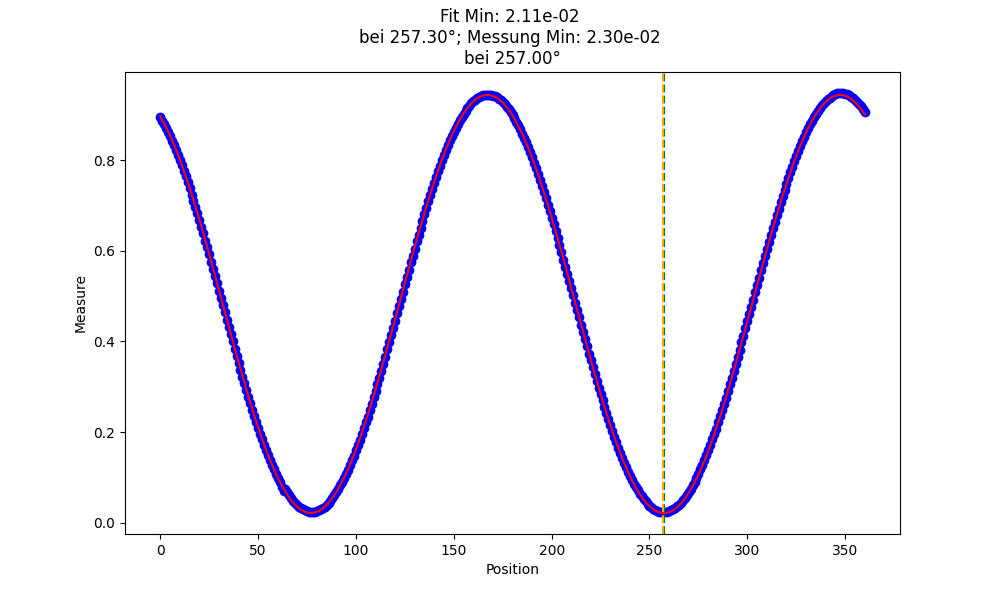 Fit Min: 2.11e-02
bei 257.30°; Messung Min: 2.30e-02
bei 257.00°
0.8
0.6
0.4
0.2
0.0
Measure
0 50 100 150 200 250 300 350
Position